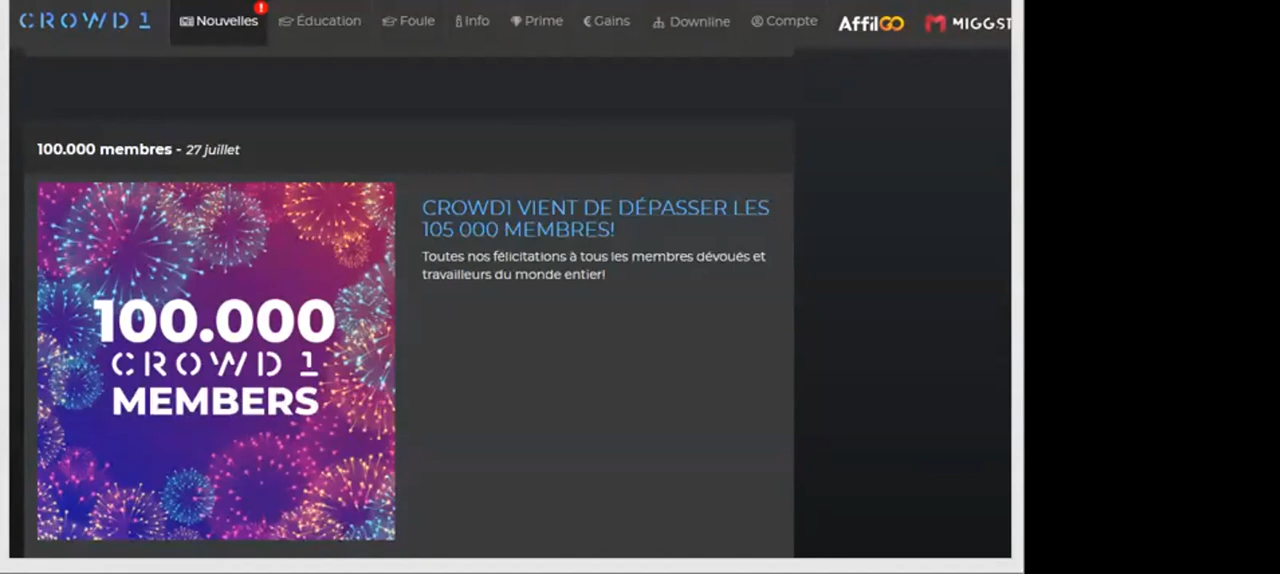 CROWD 1
Nouvelles
!
Éducation
Foule
Info
Prime
Gains
Downline
Compte
AffilGO
MIGGST
100.000 membres - 27 juillet
100.000
CROWD 1
MEMBERS
CROWD1 VIENT DE DÉPASSER LES
105 000 MEMBRES!
Toutes nos félicitations à tous les membres dévoués et
travailleurs du monde entier!